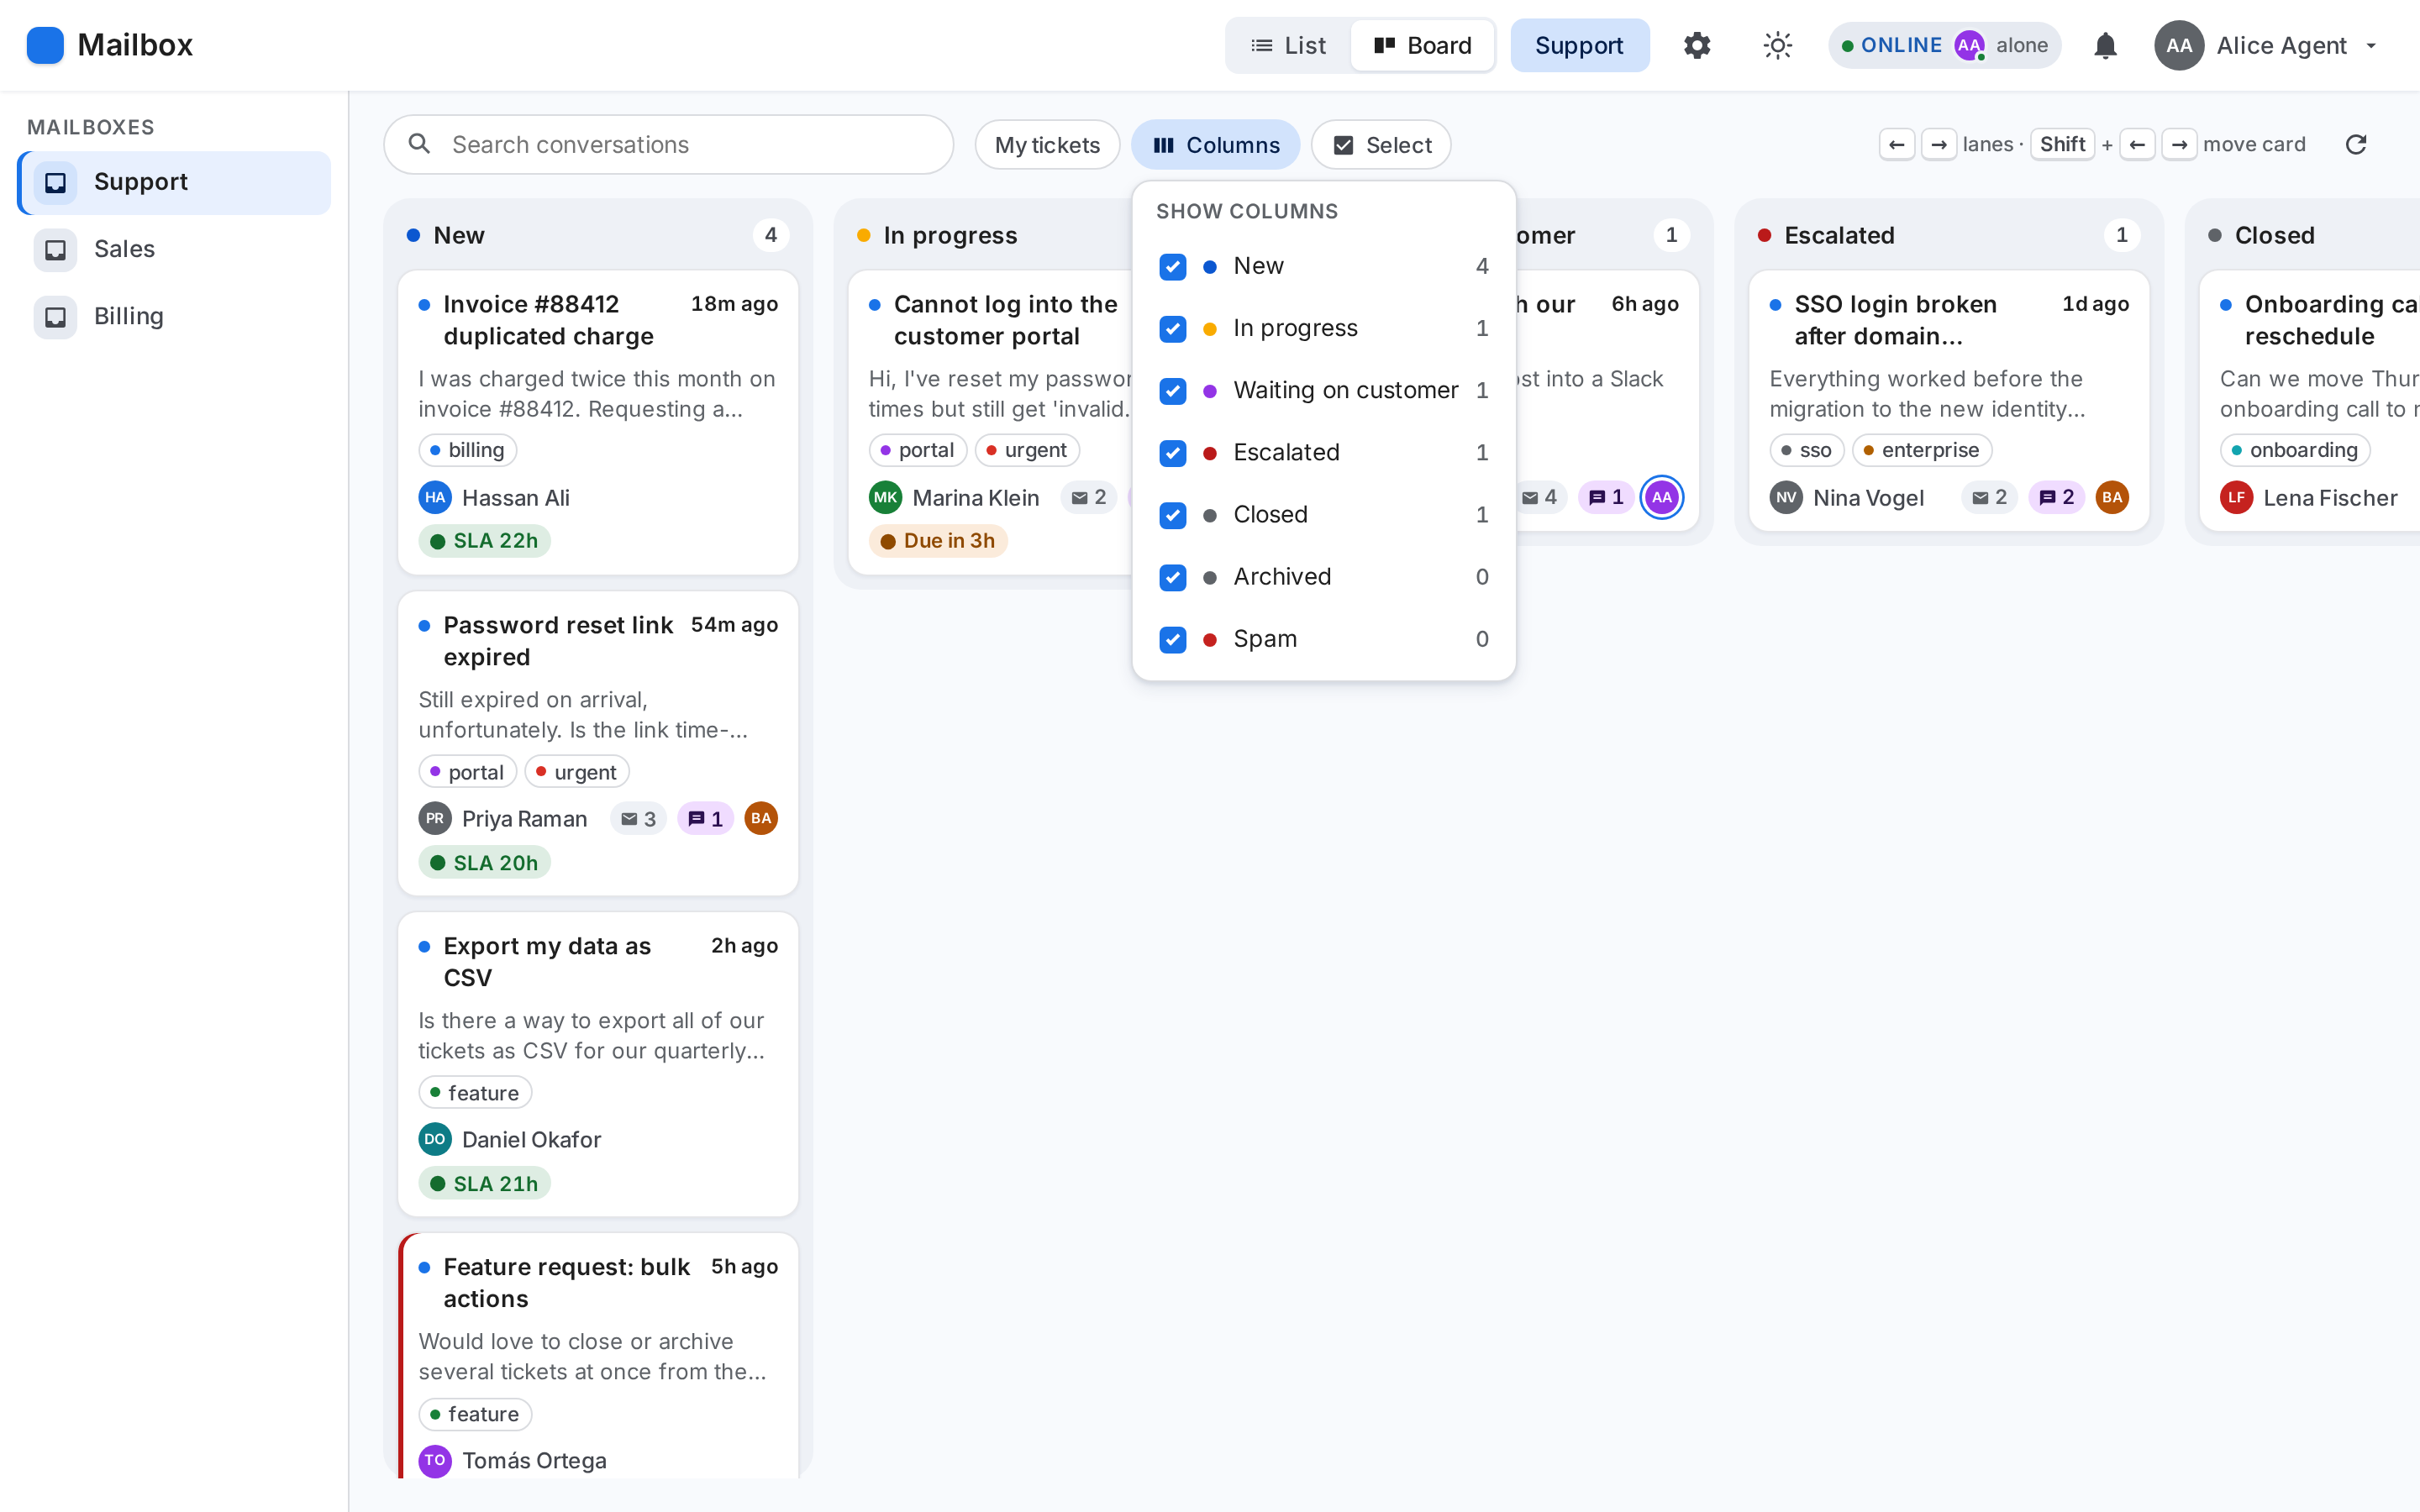 Mailbox
List
Board
Support
ONLINE
AA
alone
AA
Alice Agent
MAILBOXES
Support
Sales
Billing
Search conversations
My tickets
Columns
Select
← → lanes · Shift + ← → move card
New
4
Invoice #88412
duplicated charge
18m ago
I was charged twice this month on
invoice #88412. Requesting a...
billing
HA
Hassan Ali
SLA 22h
Password reset link
expired
54m ago
Still expired on arrival,
unfortunately. Is the link time-...
portal
urgent
PR
Priya Raman
3
1
BA
SLA 20h
Export my data as
CSV
2h ago
Is there a way to export all of our
tickets as CSV for our quarterly...
feature
DO
Daniel Okafor
SLA 21h
Feature request: bulk
actions
5h ago
Would love to close or archive
several tickets at once from the...
feature
TO
Tomás Ortega
In progress
Cannot log into the
customer portal
Hi, I've reset my passwor
times but still get 'invalid.
portal
urgent
MK
Marina Klein
2
Due in 3h
SHOW COLUMNS
New 4
In progress 1
Waiting on customer 1
Escalated 1
Closed 1
Archived 0
Spam 0
omer
1
h our
6h ago
st into a Slack
4
1
AA
Escalated
1
SSO login broken
after domain...
1d ago
Everything worked before the
migration to the new identity...
sso
enterprise
NV
Nina Vogel
2
2
BA
Closed
Onboarding ca
reschedule
Can we move Thur
onboarding call to
onboarding
LF
Lena Fischer